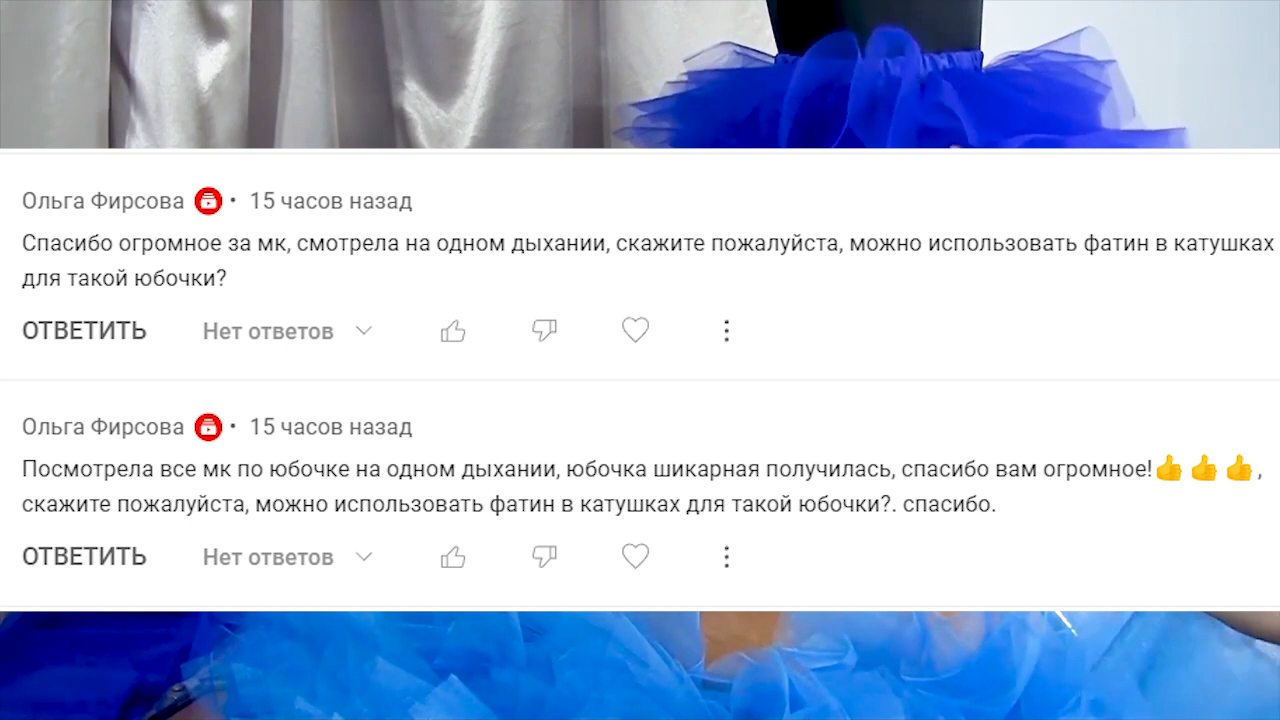 Ольга Фирсова • 15 часов назад
Спасибо огромное за мк, смотрела на одном дыхании, скажите пожалуйста, можно использовать фатин в катушках
для такой юбочки?
ОТВЕТИТЬ Нет ответов
Ольга Фирсова • 15 часов назад
Посмотрела все мк по юбочке на одном дыхании, юбочка шикарная получилась, спасибо вам огромное!👍👍👍,
скажите пожалуйста, можно использовать фатин в катушках для такой юбочки?. спасибо.
ОТВЕТИТЬ Нет ответов